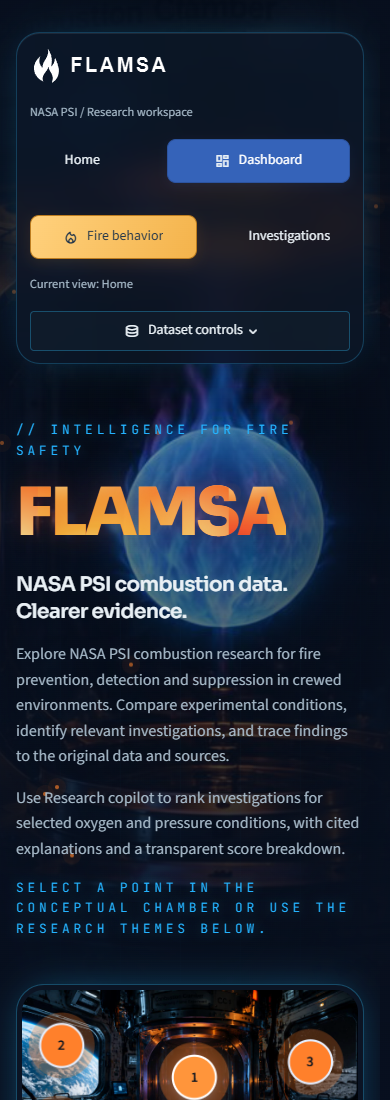 FLAMSA
NASA PSI / Research workspace
Home
Dashboard
Fire behavior
Investigations
Current view: Home
Dataset controls
// INTELLIGENCE FOR FIRE
SAFETY
FLAMSA
NASA PSI combustion data.
Clearer evidence.
Explore NASA PSI combustion research for fire
prevention, detection and suppression in crewed
environments. Compare experimental conditions,
identify relevant investigations, and trace findings
to the original data and sources.
Use Research copilot to rank investigations for
selected oxygen and pressure conditions, with cited
explanations and a transparent score breakdown.
SELECT A POINT IN THE
CONCEPTUAL CHAMBER OR USE THE
RESEARCH THEMES BELOW.
2
1
3